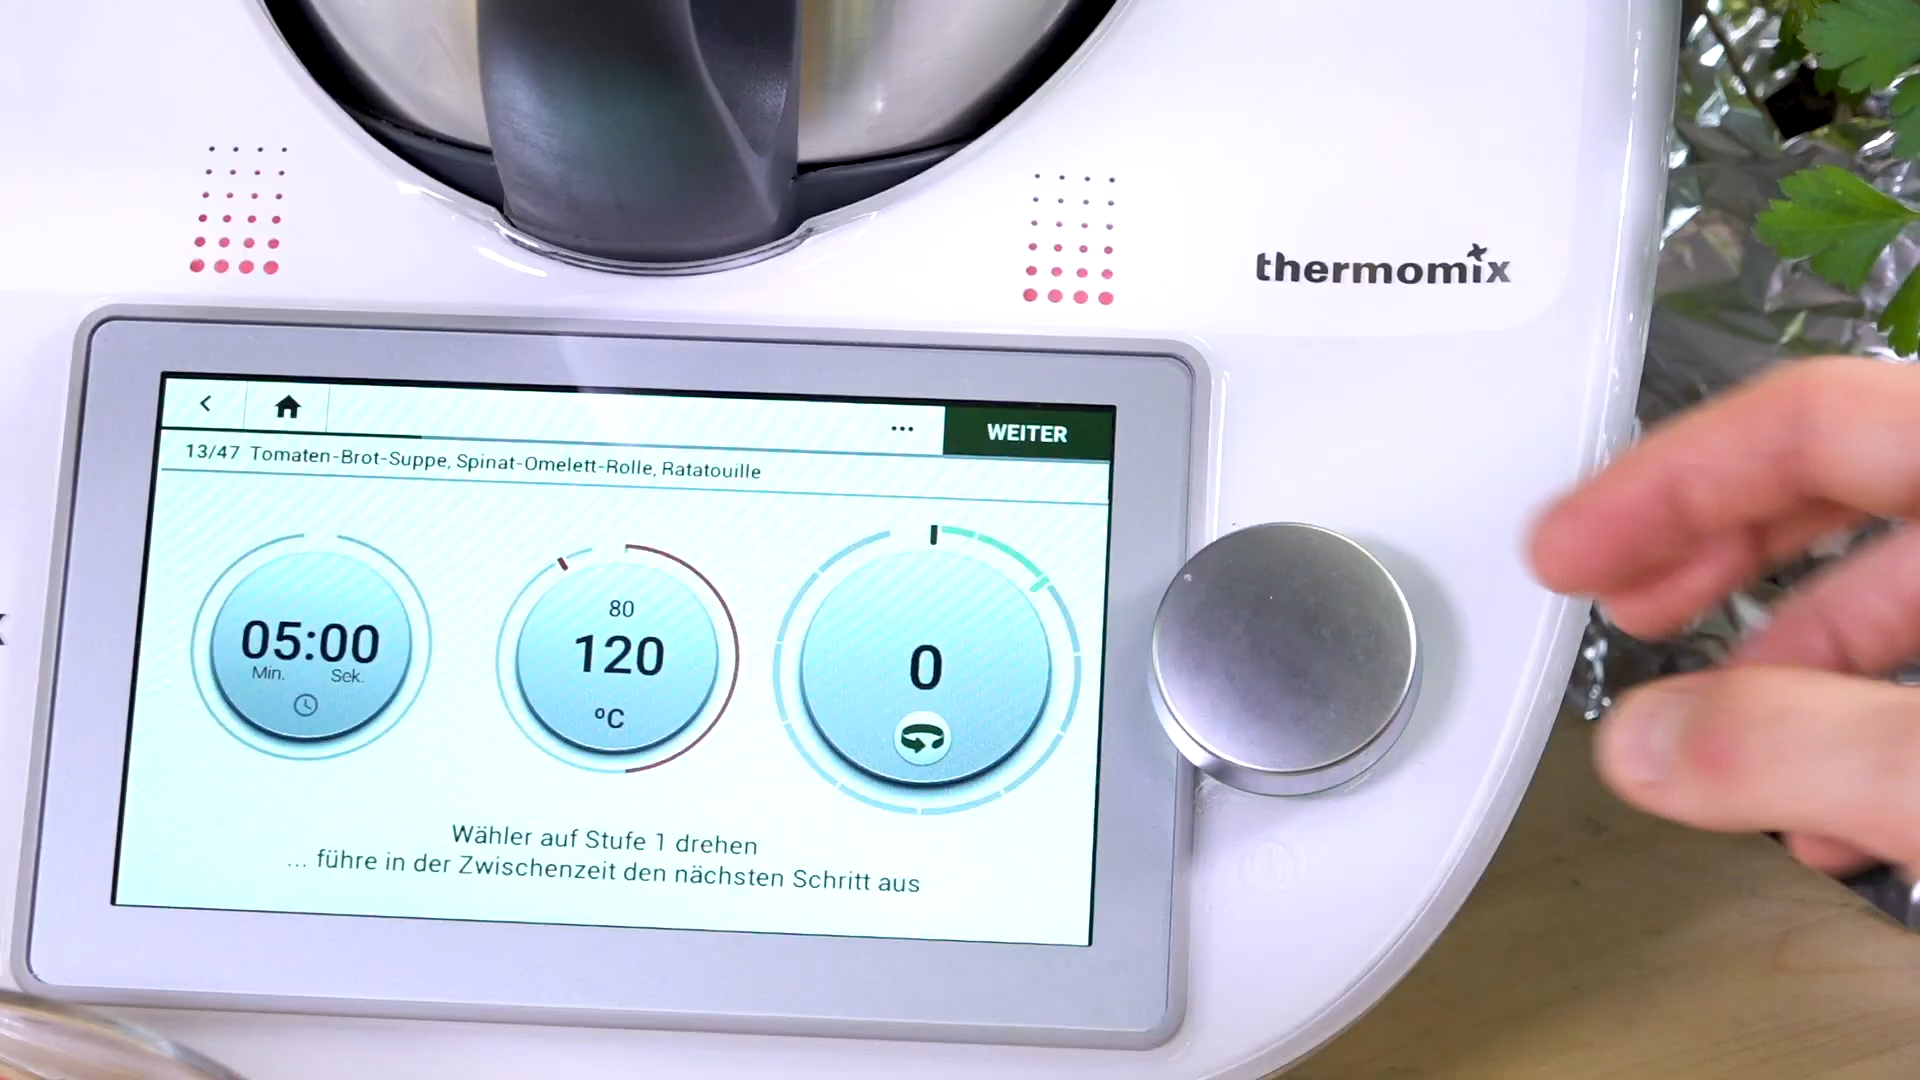 thermomix
WEITER
13/47 Tomaten-Brot-Suppe, Spinat-Omelett-Rolle, Ratatouille
05:00
Min. Sek.
80
120
°C
0
Wähler auf Stufe 1 drehen
... führe in der Zwischenzeit den nächsten Schritt aus